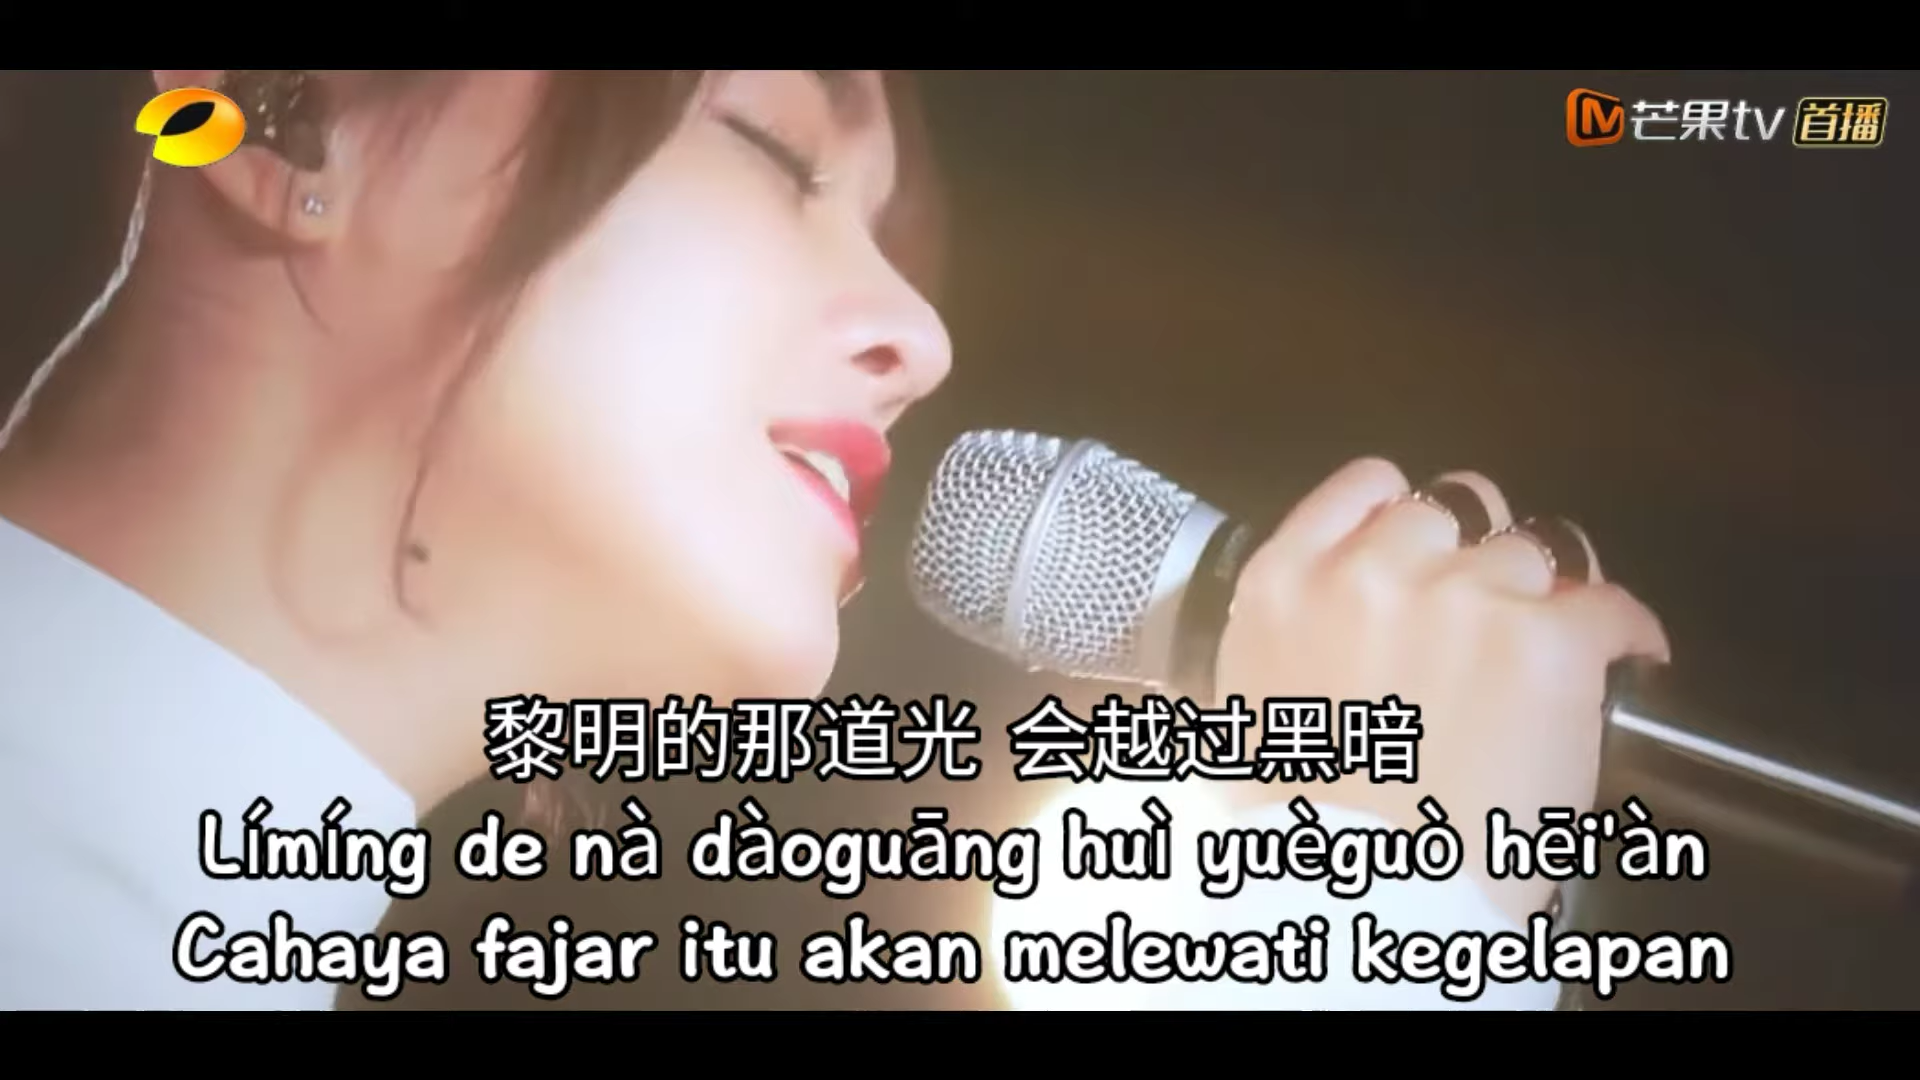 芒果tv 首播
黎明的那道光 会越过黑暗
Límíng de nà dàoguāng huì yuèguò hēi'àn
Cahaya fajar itu akan melewati kegelapan